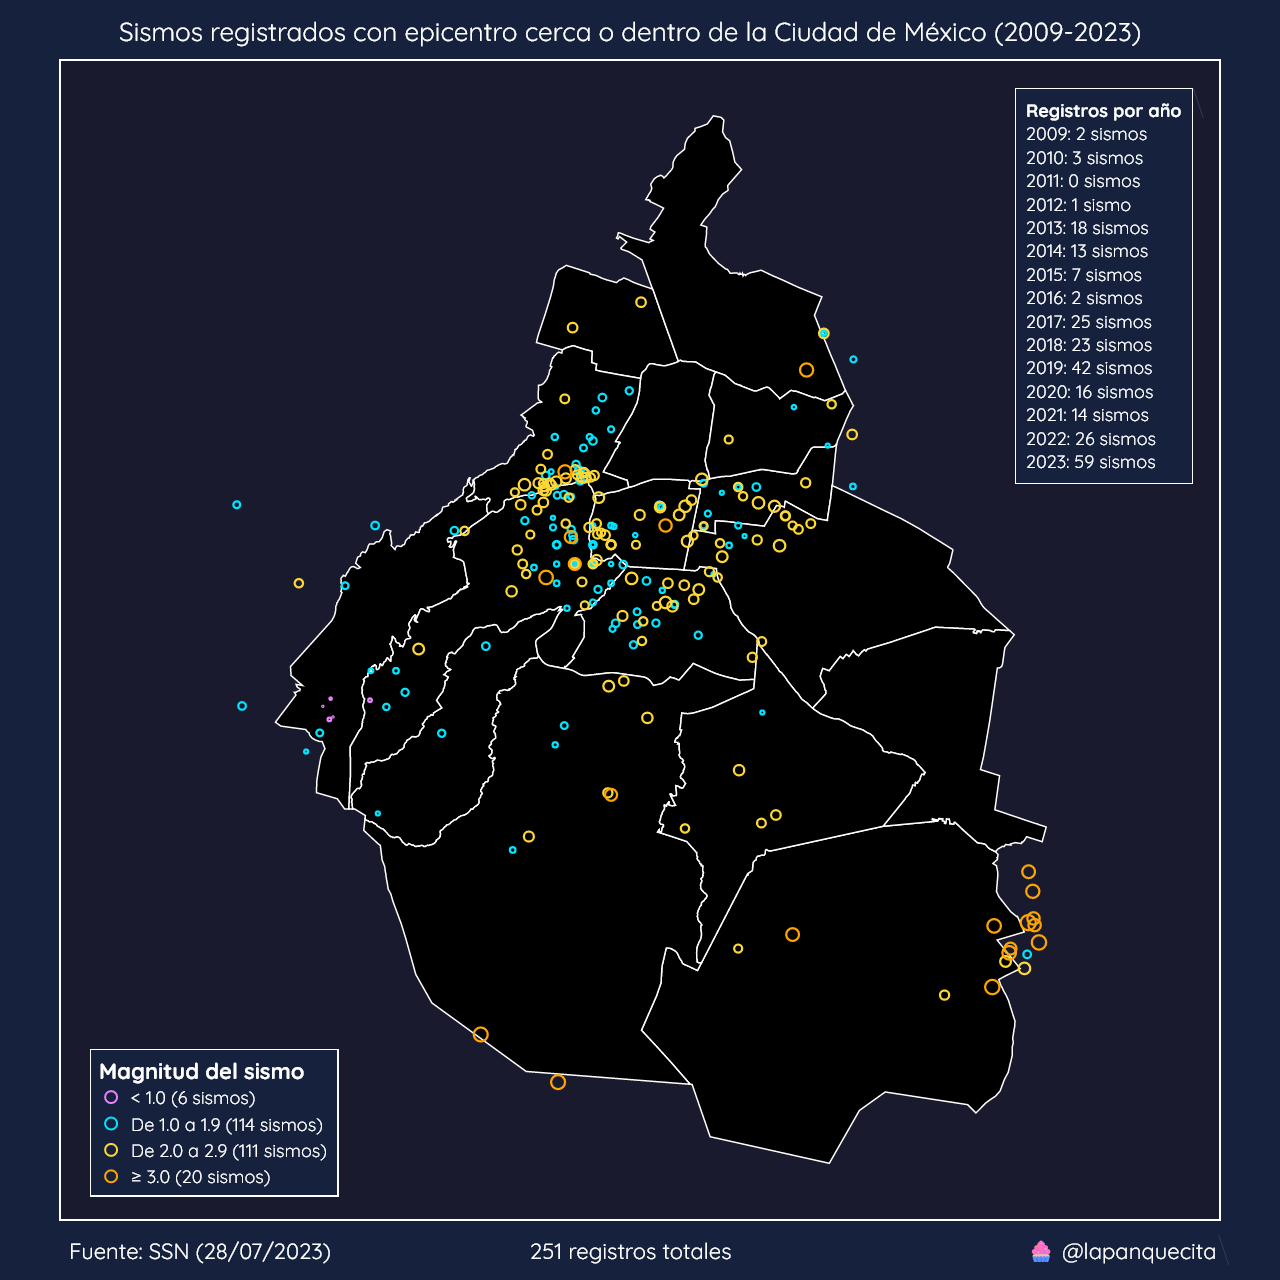 Sismos registrados con epicentro cerca o dentro de la Ciudad de México (2009-2023)
Registros por año
2009: 2 sismos
2010: 3 sismos
2011: 0 sismos
2012: 1 sismo
2013: 18 sismos
2014: 13 sismos
2015: 7 sismos
2016: 2 sismos
2017: 25 sismos
2018: 23 sismos
2019: 42 sismos
2020: 16 sismos
2021: 14 sismos
2022: 26 sismos
2023: 59 sismos
Magnitud del sismo
< 1.0 (6 sismos)
De 1.0 a 1.9 (114 sismos)
De 2.0 a 2.9 (111 sismos)
≥ 3.0 (20 sismos)
Fuente: SSN (28/07/2023)
251 registros totales
@lapanquecita